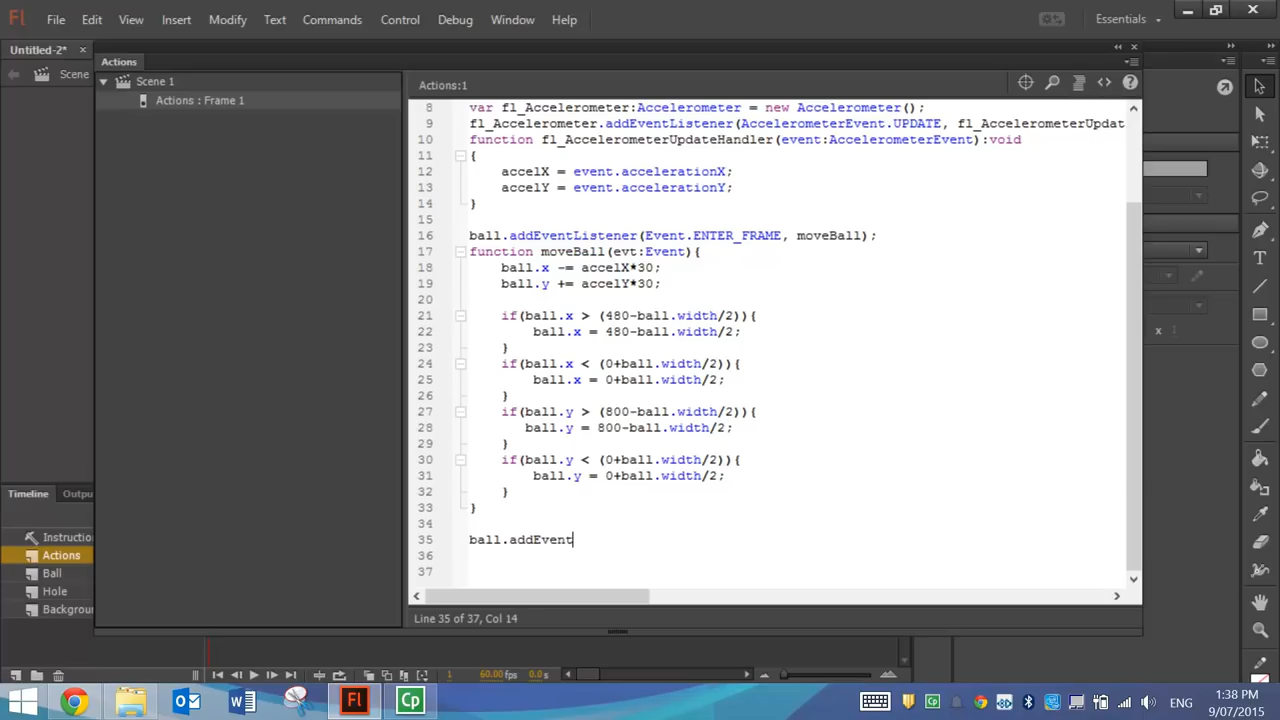 Fl File Edit View Insert Modify Text Commands Control Debug Window Help Essentials
Untitled-2* ×
Actions
Scene
Scene 1
Actions : Frame 1
Actions:1
8 var fl_Accelerometer:Accelerometer = new Accelerometer();
9 fl_Accelerometer.addEventListener(AccelerometerEvent.UPDATE, fl_AccelerometerUpdat
10 function fl_AccelerometerUpdateHandler(event:AccelerometerEvent):void
11 {
12 accelX = event.accelerationX;
13 accelY = event.accelerationY;
14 }
15
16 ball.addEventListener(Event.ENTER_FRAME, moveBall);
17 function moveBall(evt:Event){
18 ball.x -= accelX*30;
19 ball.y += accelY*30;
20
21 if(ball.x > (480-ball.width/2)){
22 ball.x = 480-ball.width/2;
23 }
24 if(ball.x < (0+ball.width/2)){
25 ball.x = 0+ball.width/2;
26 }
27 if(ball.y > (800-ball.width/2)){
28 ball.y = 800-ball.width/2;
29 }
30 if(ball.y < (0+ball.width/2)){
31 ball.y = 0+ball.width/2;
32 }
33 }
34
35 ball.addEvent
36
37
x 1
Timeline Outpu
Instructio
Actions
Ball
Hole
Backgrou
Line 35 of 37, Col 14
1 60.00 fps 0.0 s
Fl Cp
ENG
1:38 PM
9/07/2015